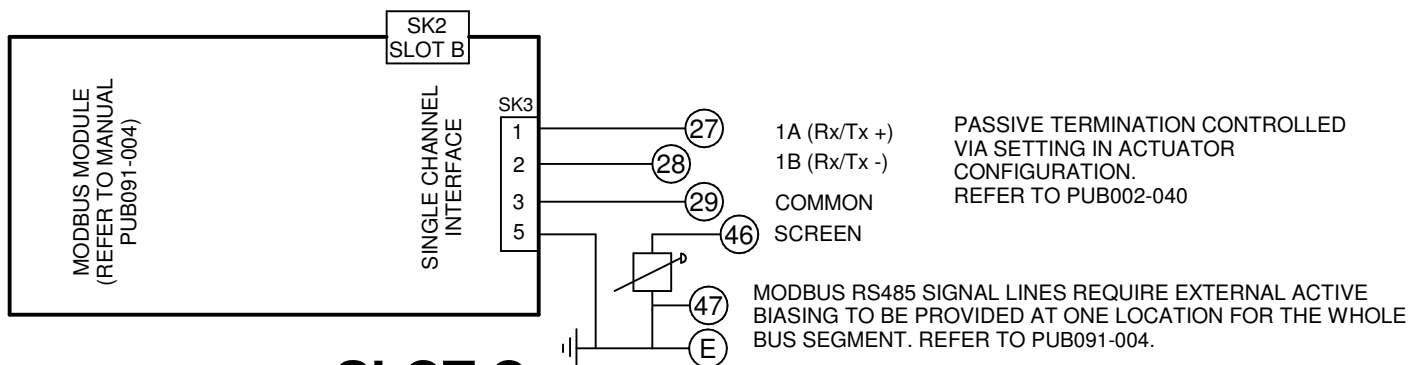 SK2
SLOT B
MODBUS MODULE
(REFER TO MANUAL
PUB091-004)
SINGLE CHANNEL
INTERFACE
SK3
1
2
3
5
27
28
29
46
47
E
1A (Rx/Tx +)
1B (Rx/Tx -)
COMMON
SCREEN
PASSIVE TERMINATION CONTROLLED
VIA SETTING IN ACTUATOR
CONFIGURATION.
REFER TO PUB002-040
MODBUS RS485 SIGNAL LINES REQUIRE EXTERNAL ACTIVE
BIASING TO BE PROVIDED AT ONE LOCATION FOR THE WHOLE
BUS SEGMENT. REFER TO PUB091-004.